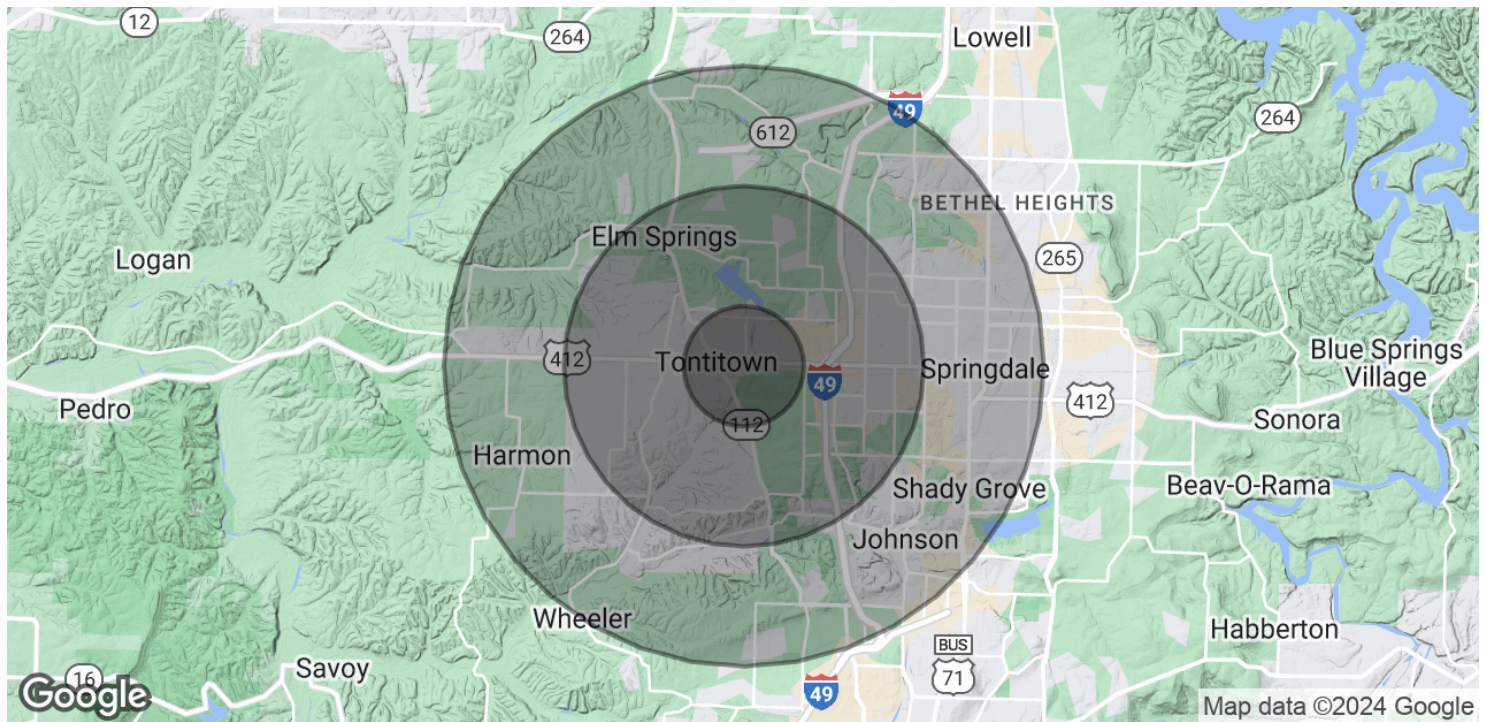 12
264
Lowell
49
612
264
BETHEL HEIGHTS
Elm Springs
Logan
265
412
Tontitown
49
Springdale
Blue Springs
Village
412
Pedro
Sonora
112
Harmon
Shady Grove
Beav-O-Rama
Johnson
Wheeler
Habberton
BUS
71
Savoy
16
49
Google
Map data ©2024 Google